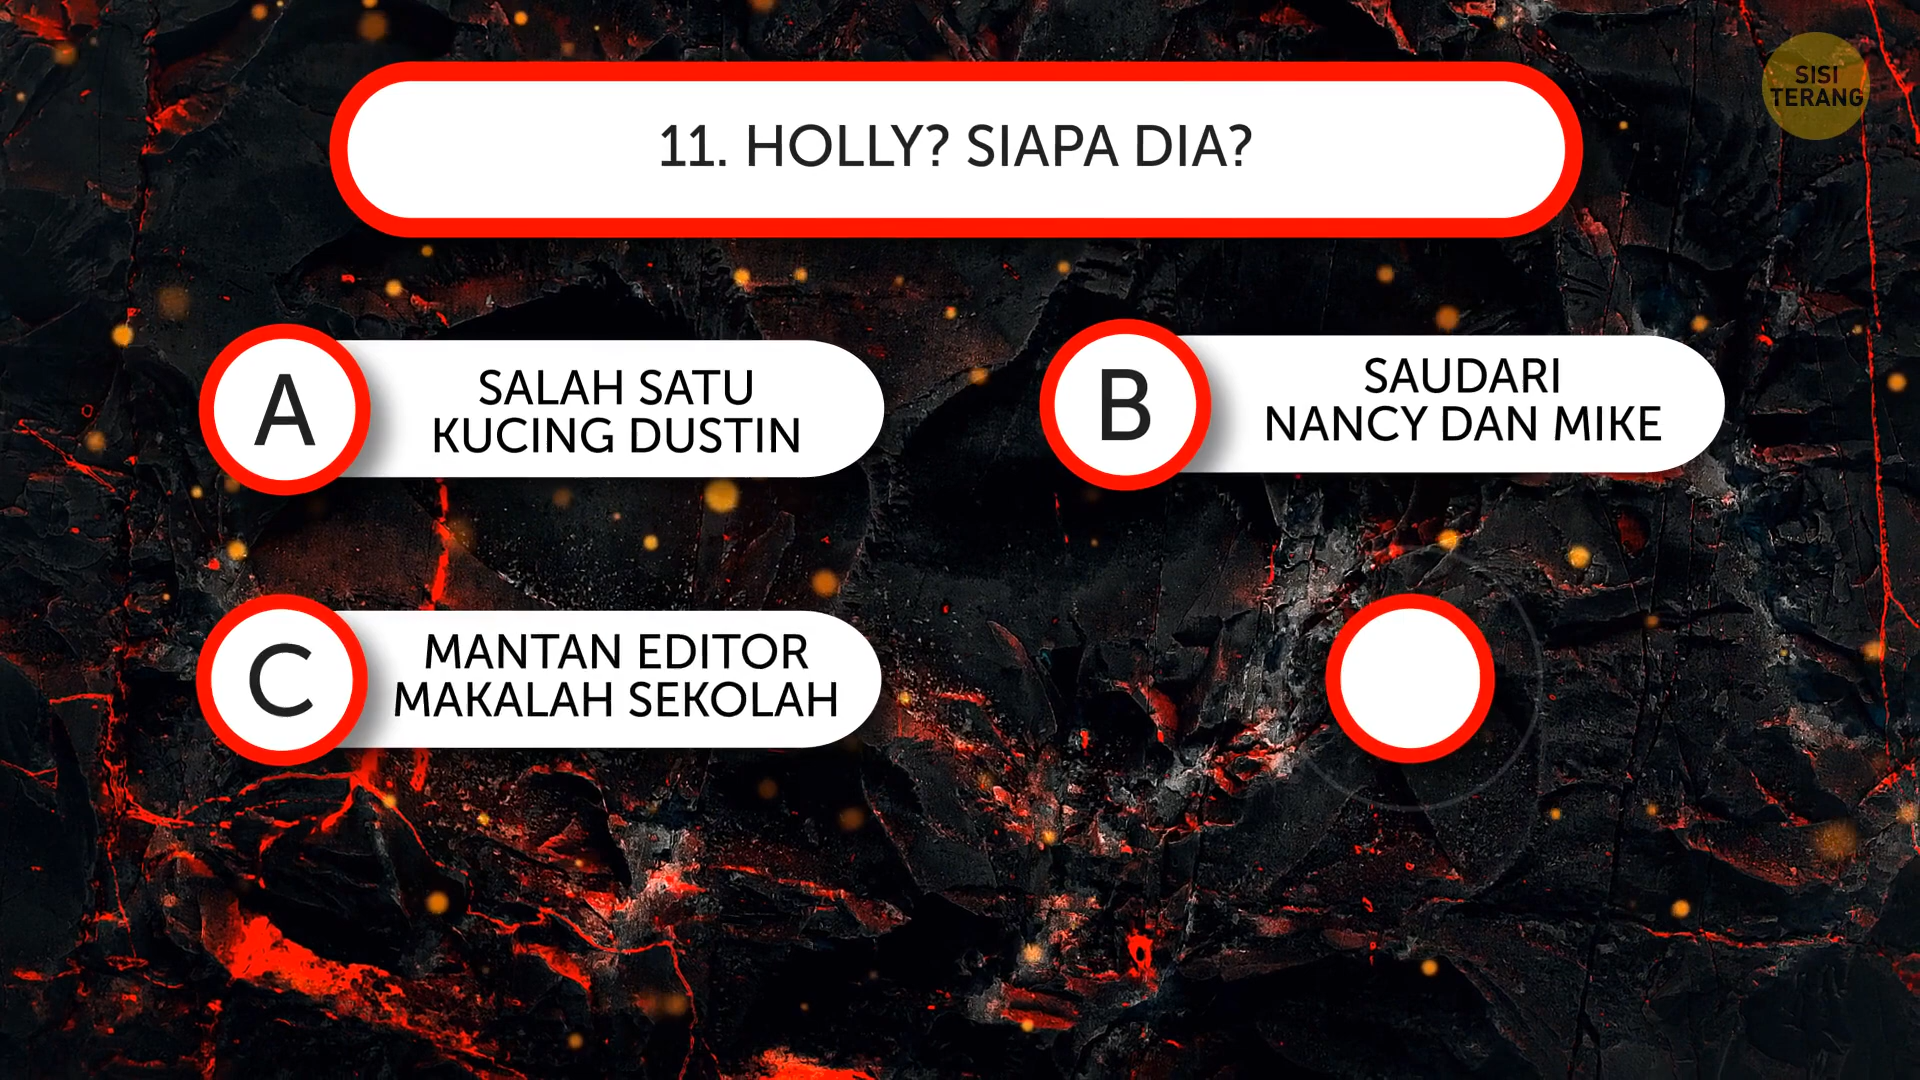 SISI
TERANG
11. HOLLY? SIAPA DIA?
A
SALAH SATU
KUCING DUSTIN
B
SAUDARI
NANCY DAN MIKE
C
MANTAN EDITOR
MAKALAH SEKOLAH